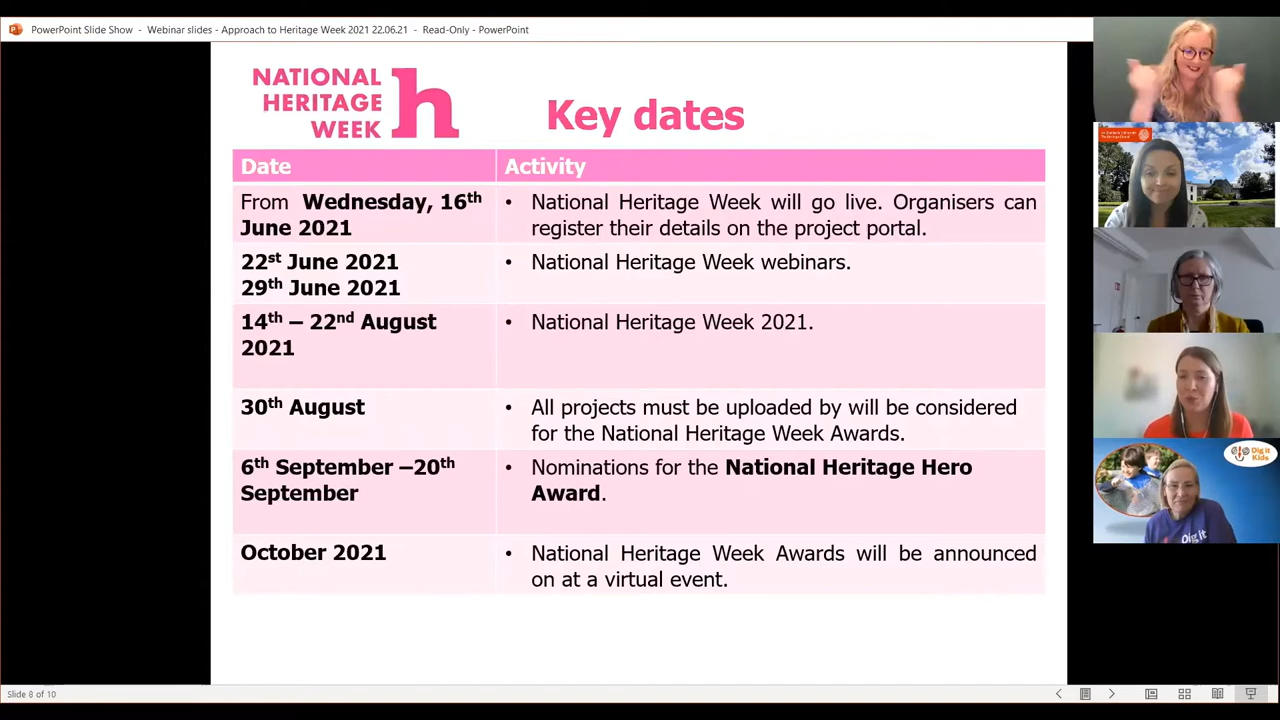 PowerPoint Slide Show - Webinar slides - Approach to Heritage Week 2021 22.06.21 - Read-Only - PowerPoint
NATIONAL
HERITAGE
WEEK
h
Key dates
Date Activity
From Wednesday, 16th
June 2021
• National Heritage Week will go live. Organisers can
register their details on the project portal.
22st June 2021
29th June 2021
• National Heritage Week webinars.
14th – 22nd August
2021
• National Heritage Week 2021.
30th August
• All projects must be uploaded by will be considered
for the National Heritage Week Awards.
6th September –20th
September
• Nominations for the National Heritage Hero
Award.
October 2021
• National Heritage Week Awards will be announced
on at a virtual event.
Dig it
Kids
Dig it
Slide 8 of 10